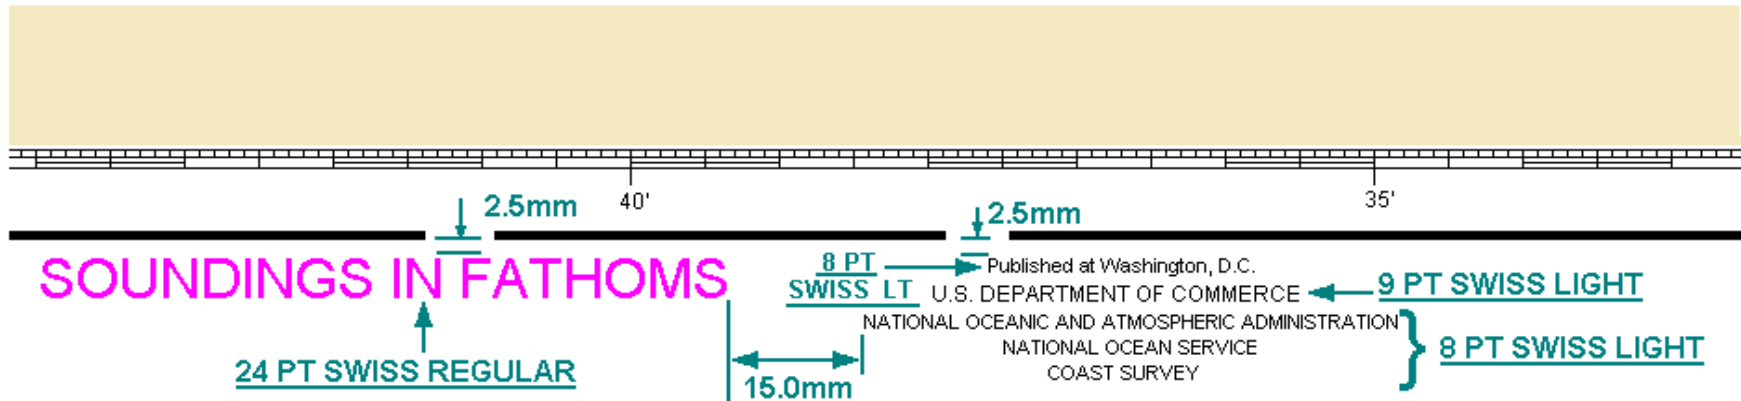 40'
35'
2.5mm
2.5mm
SOUNDINGS IN FATHOMS
8 PT
SWISS LT
Published at Washington, D.C.
U.S. DEPARTMENT OF COMMERCE
9 PT SWISS LIGHT
NATIONAL OCEANIC AND ATMOSPHERIC ADMINISTRATION
NATIONAL OCEAN SERVICE
COAST SURVEY
8 PT SWISS LIGHT
24 PT SWISS REGULAR
15.0mm